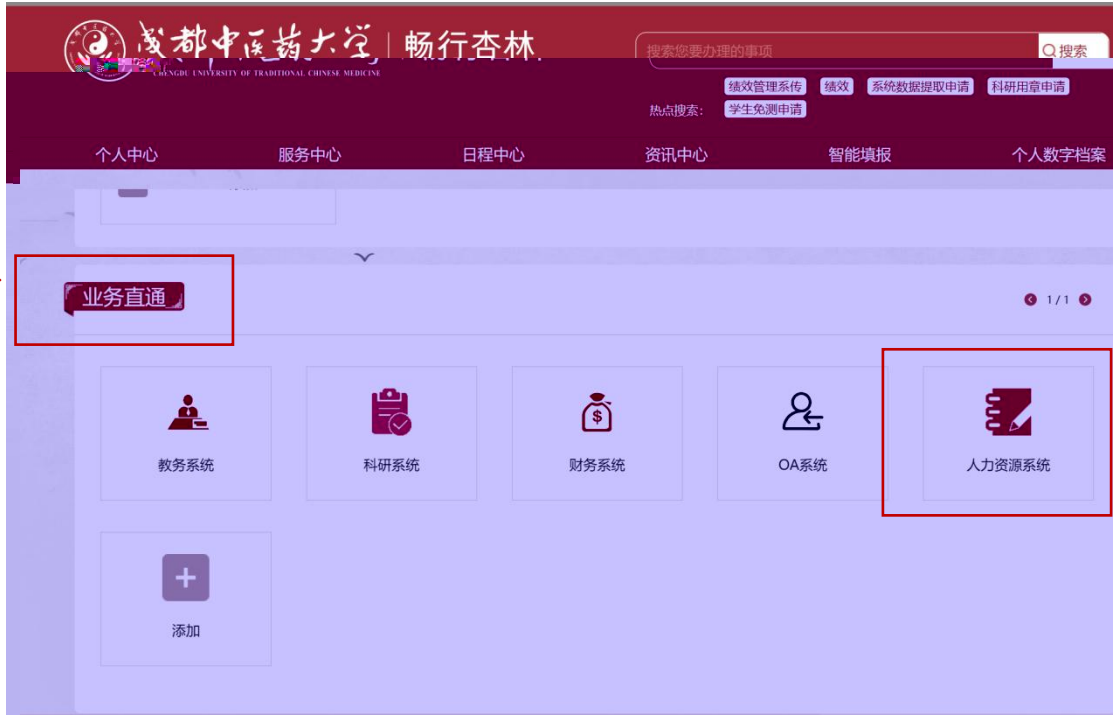 成都中医药大学 | 畅行杏林
CHENGDU UNIVERSITY OF TRADITIONAL CHINESE MEDICINE
搜索您要办理的事项
搜索
热点搜索:
绩效管理系传 绩效 系统数据提取申请 科研用章申请
学生免测申请
个人中心 服务中心 日程中心 资讯中心 智能填报 个人数字档案
业务直通
1/1
教务系统 科研系统 财务系统 OA系统 人力资源系统
添加